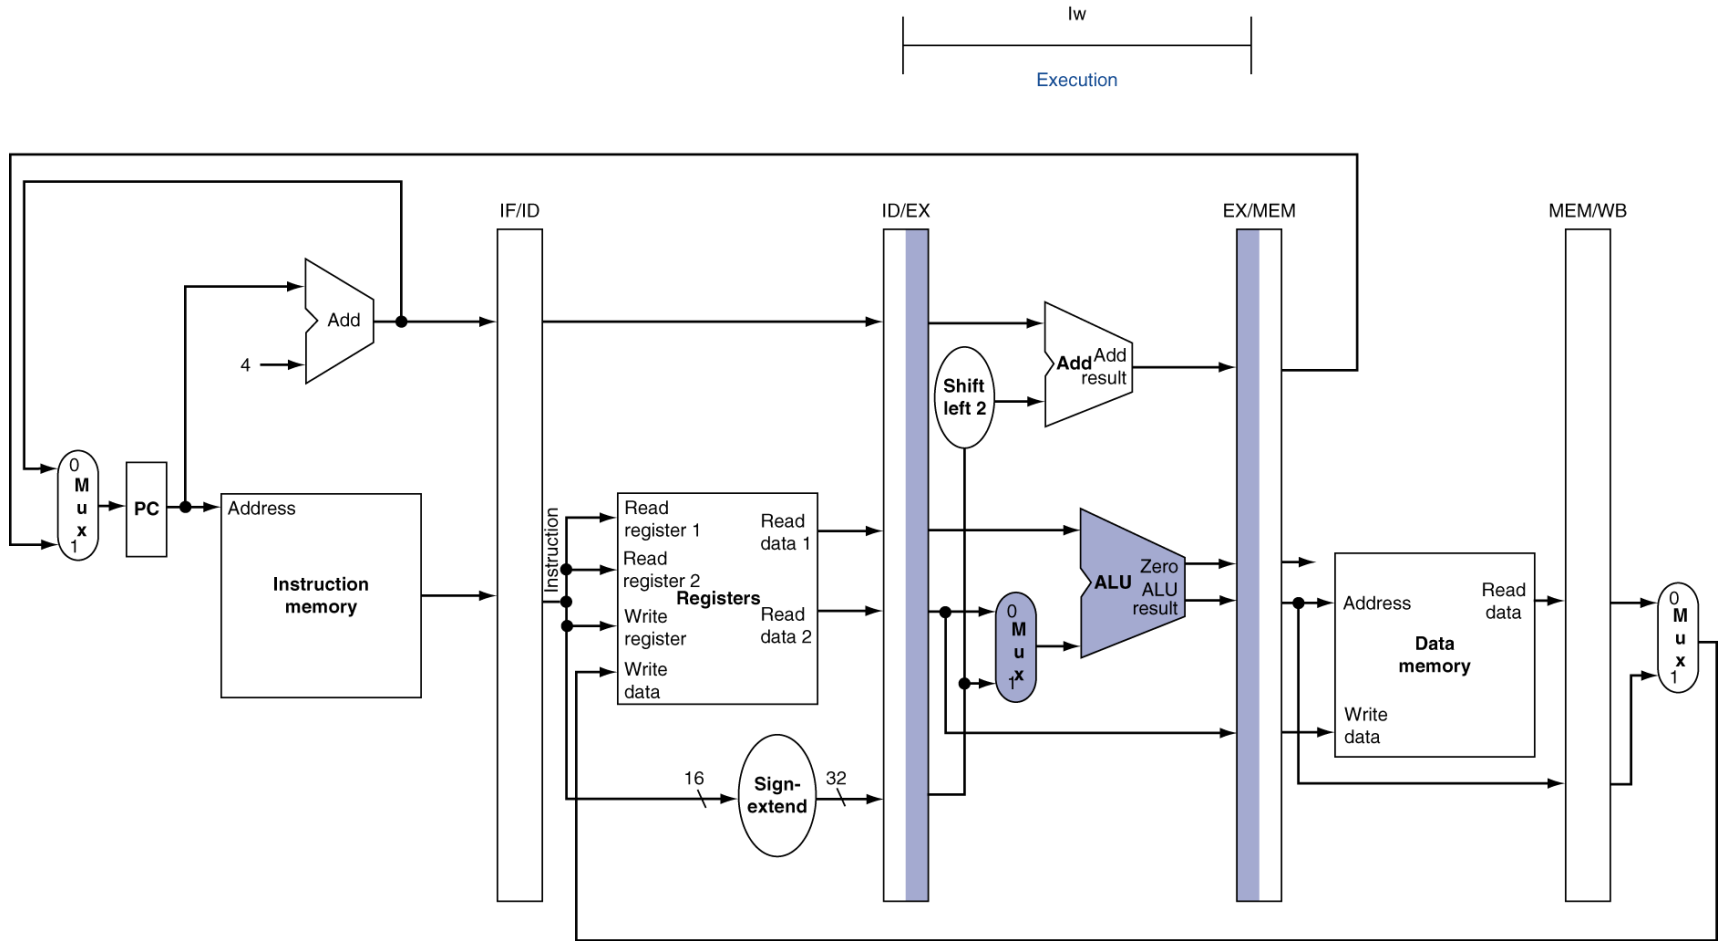 lw
Execution
IF/ID
ID/EX
EX/MEM
MEM/WB
Add
4
Shift
left 2
Add
Add
result
0
M
u
x
1
PC
Address
Instruction
memory
Instruction
Read
register 1
Read
register 2
Registers
Write
register
Write
data
Read
data 1
Read
data 2
16
Sign-
extend
32
0
M
u
x
1
ALU
Zero
ALU
result
Address
Read
data
Data
memory
Write
data
0
M
u
x
1